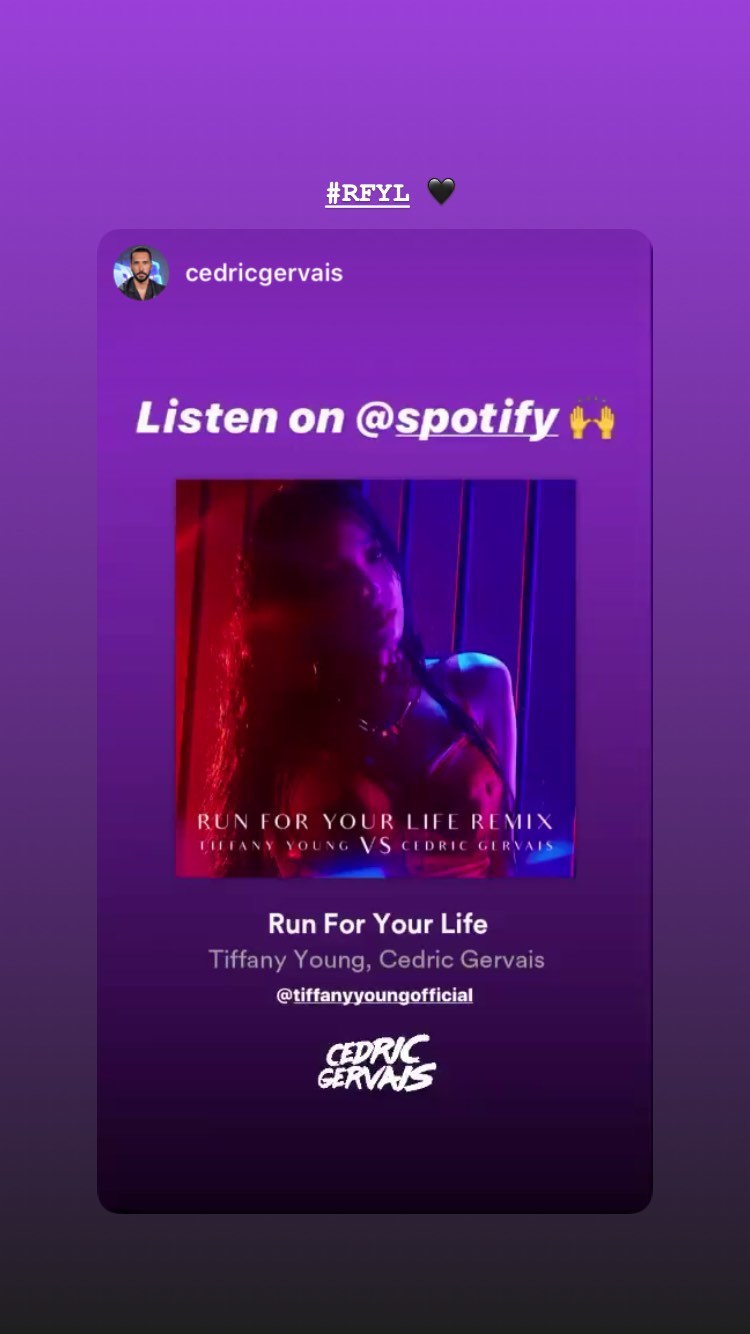 #RFYL 🖤
cedricgervais
Listen on @spotify 🙌
RUN FOR YOUR LIFE REMIX
TIFFANY YOUNG VS CEDRIC GERVAIS
Run For Your Life
Tiffany Young, Cedric Gervais
@tiffanyyoungofficial
CEDRIC
GERVAIS